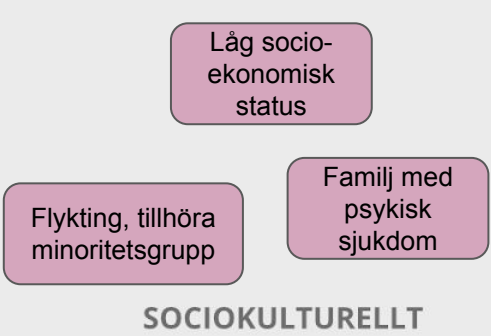 Låg socio-
ekonomisk
status
Familj med
psykisk
sjukdom
Flykting, tillhöra
minoritetsgrupp
SOCIOKULTURELLT